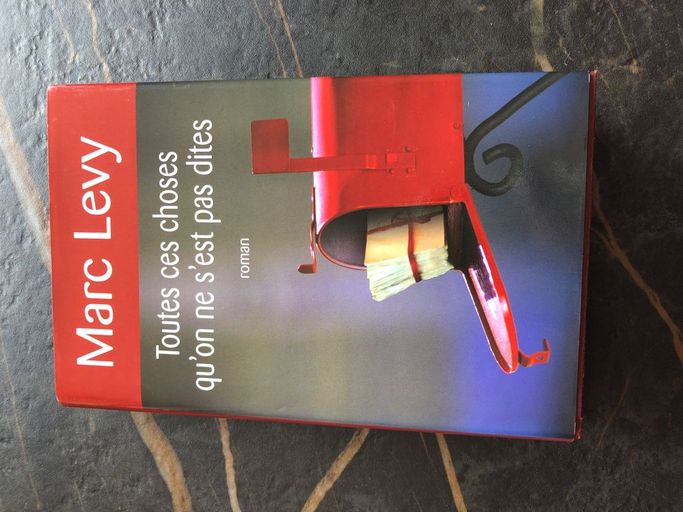 Marc Levy
Toutes ces choses
qu'on ne s'est pas dites
roman